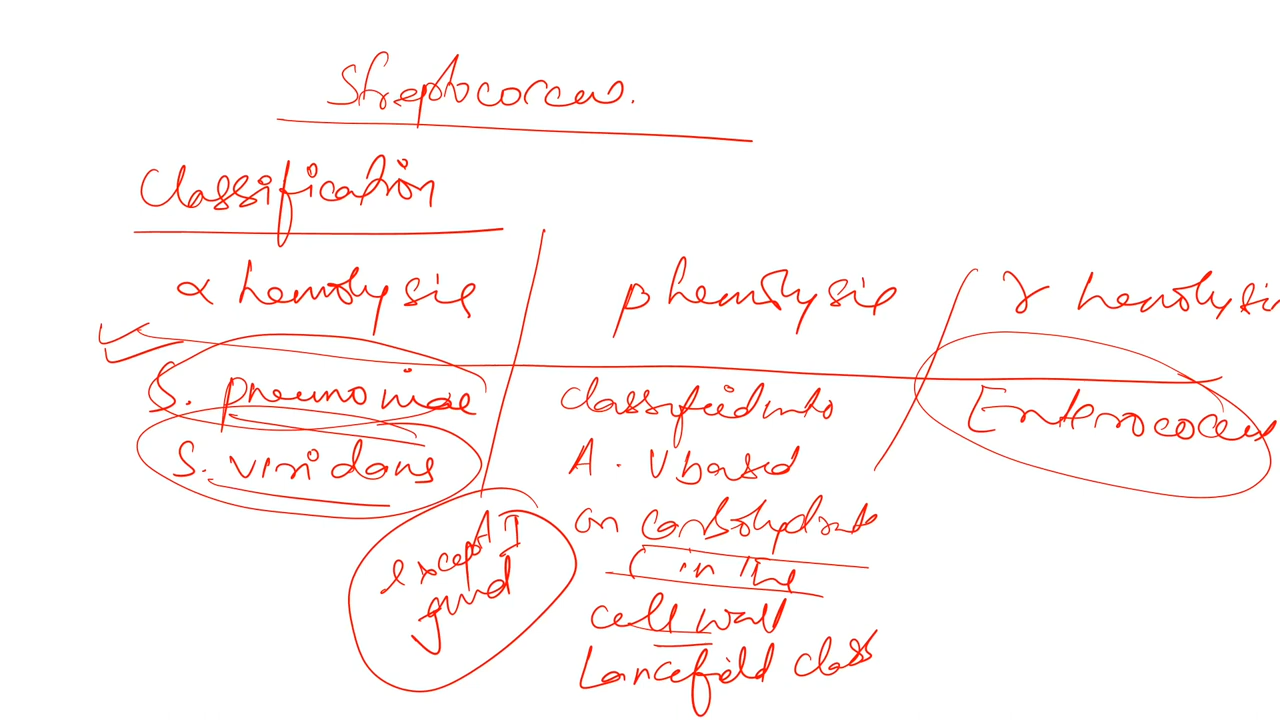 Streptococcus.
Classification
α hemolysis
β hemolysis
γ hemolysis
S. pneumoniae
S. viridans
classified into
A - V based
on carbohydrate
( in the
cell wall
Lancefield class
Enterococcus
except I
and J